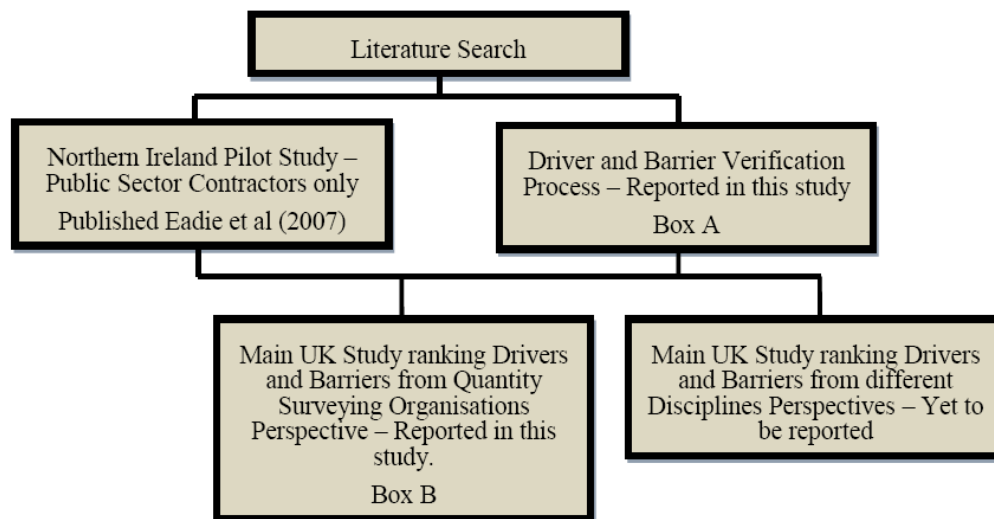 Literature Search
Northern Ireland Pilot Study –
Public Sector Contractors only
Published Eadie et al (2007)
Driver and Barrier Verification
Process – Reported in this study
Box A
Main UK Study ranking Drivers
and Barriers from Quantity
Surveying Organisations
Perspective – Reported in this
study.
Box B
Main UK Study ranking Drivers
and Barriers from different
Disciplines Perspectives – Yet to
be reported